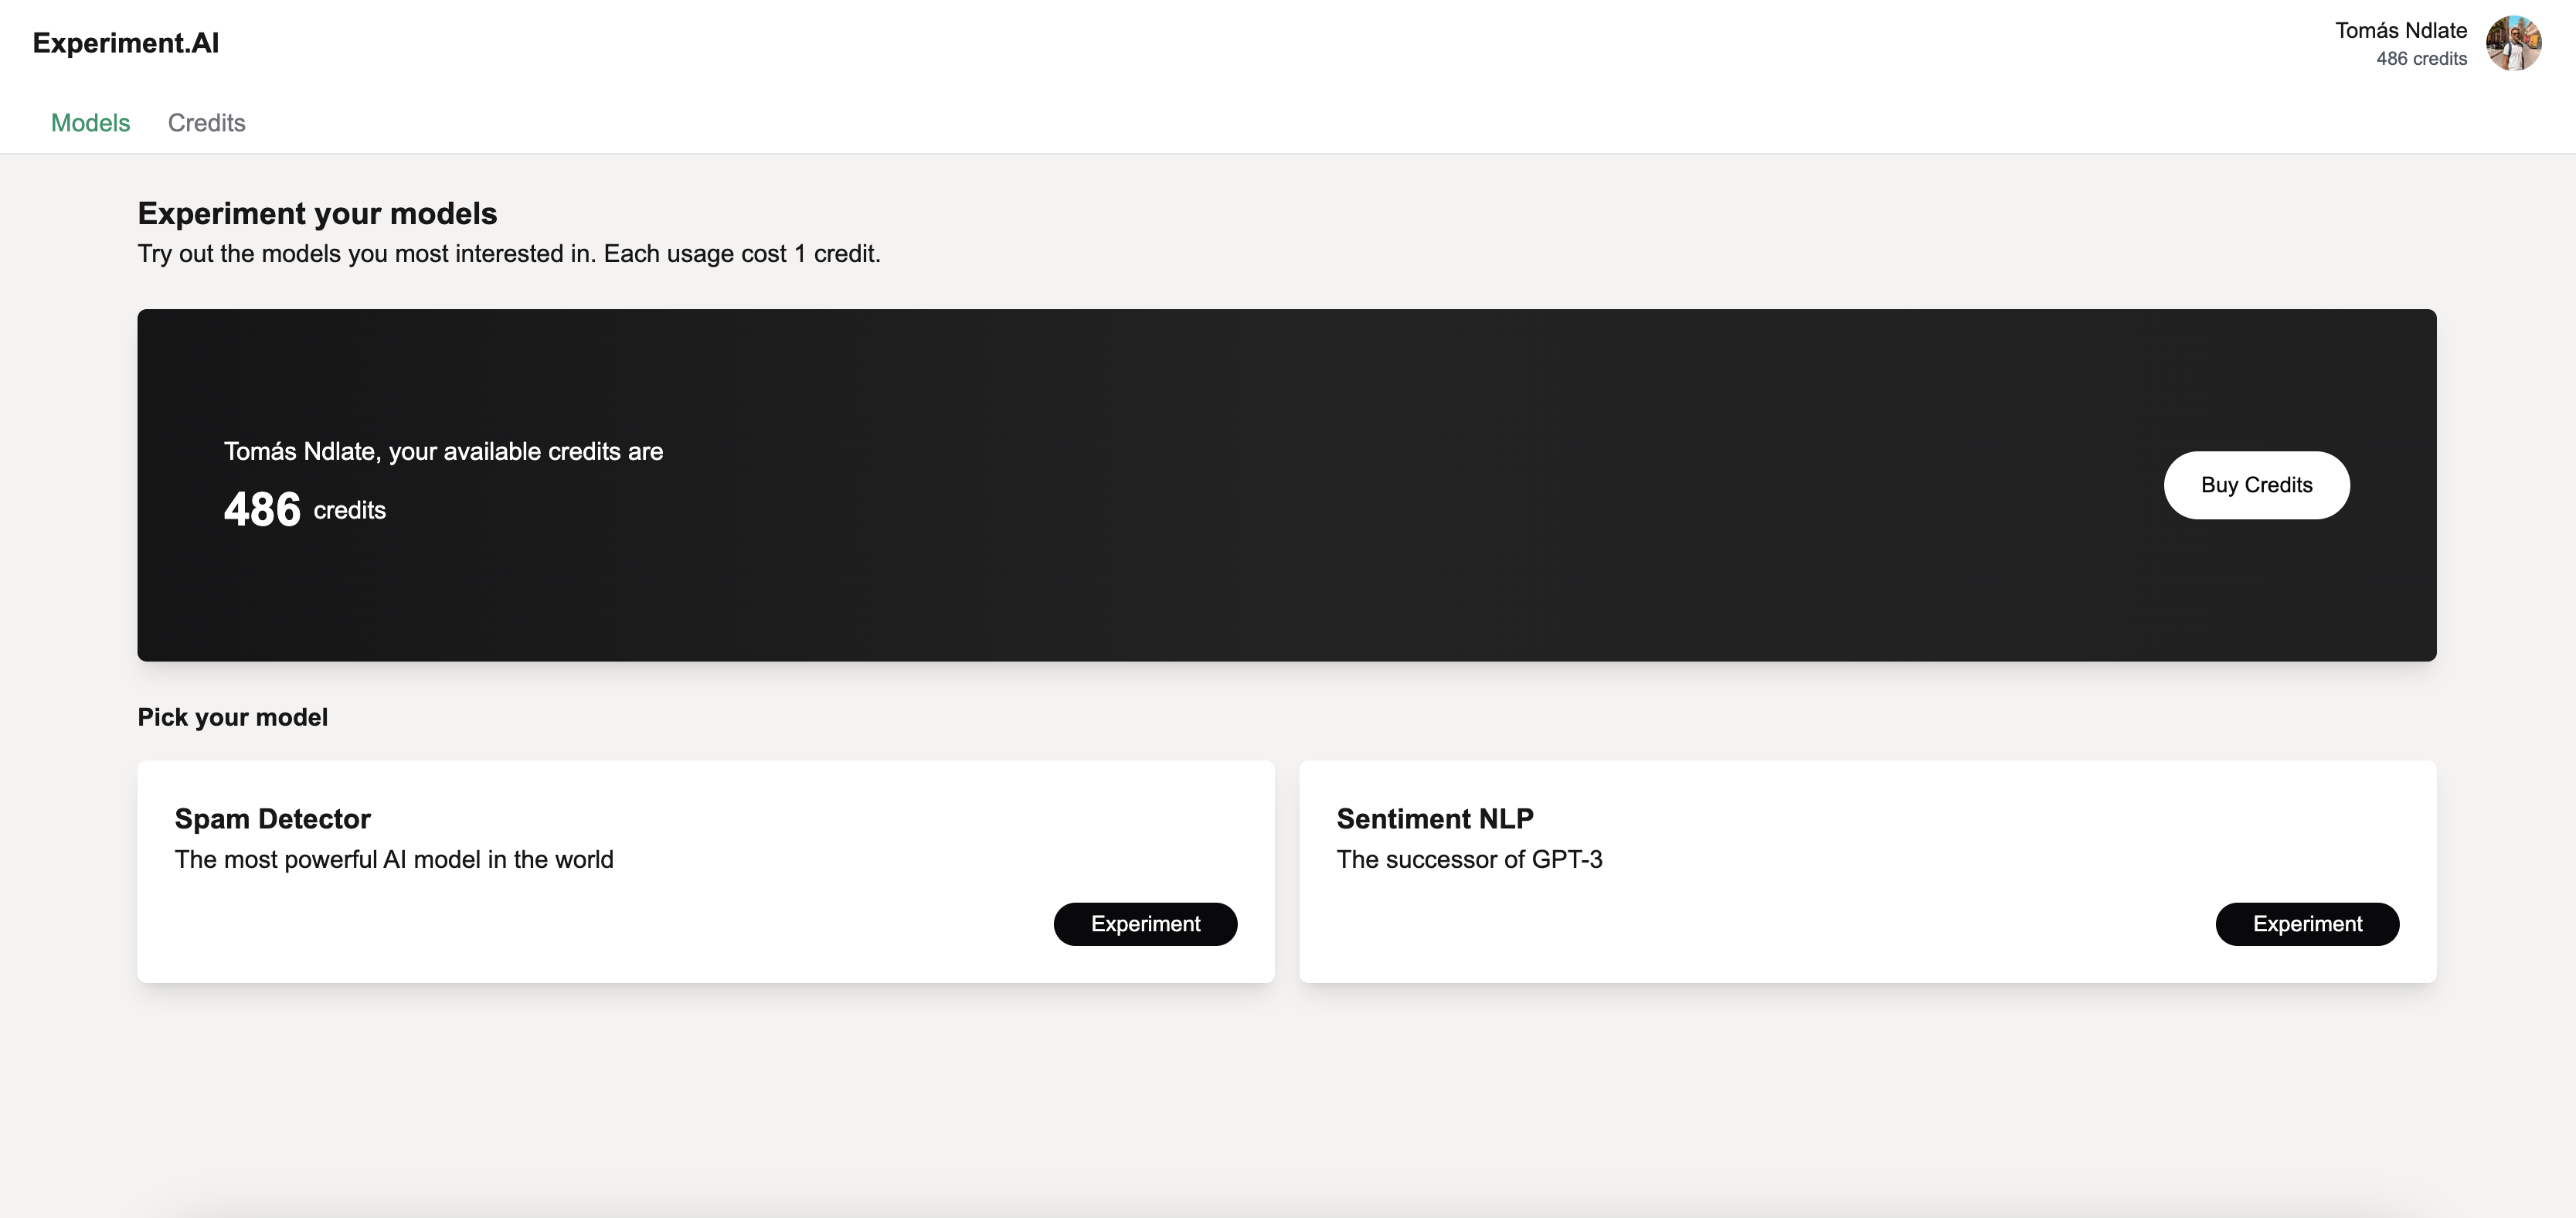 Experiment.AI
Tomás Ndlate
486 credits
Models
Credits
Experiment your models
Try out the models you most interested in. Each usage cost 1 credit.
Tomás Ndlate, your available credits are
486 credits
Buy Credits
Pick your model
Spam Detector
The most powerful AI model in the world
Experiment
Sentiment NLP
The successor of GPT-3
Experiment